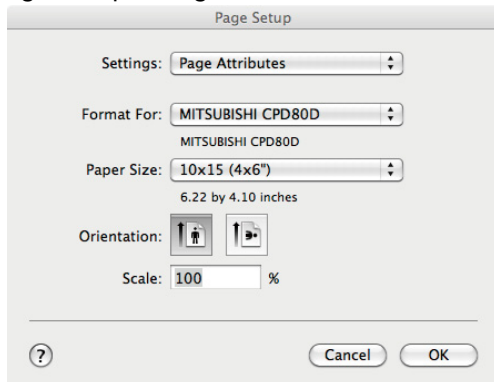 Page Setup
Settings: Page Attributes
Format For: MITSUBISHI CPD80D
MITSUBISHI CPD80D
Paper Size: 10x15 (4x6")
6.22 by 4.10 inches
Orientation:
Scale: 100 %
? Cancel OK